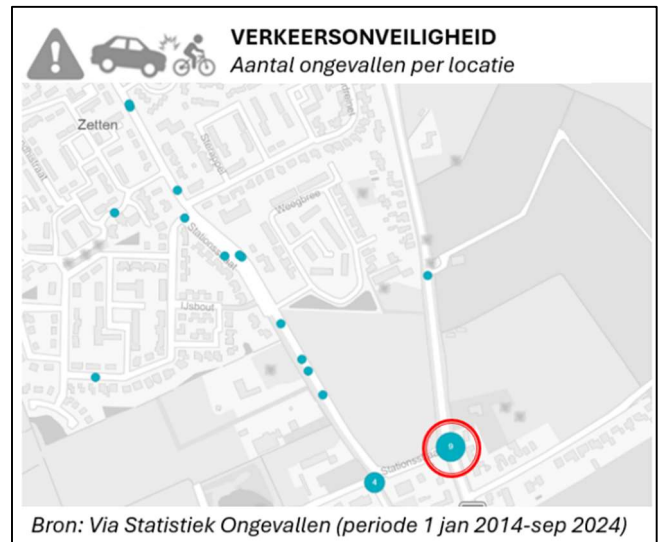 VERKEERSONVEILIGHEID
Aantal ongevallen per locatie
Zetten
Sterappel
Weegbree
Stationsstraat
IJsbout
9
4
Bron: Via Statistiek Ongevallen (periode 1 jan 2014-sep 2024)